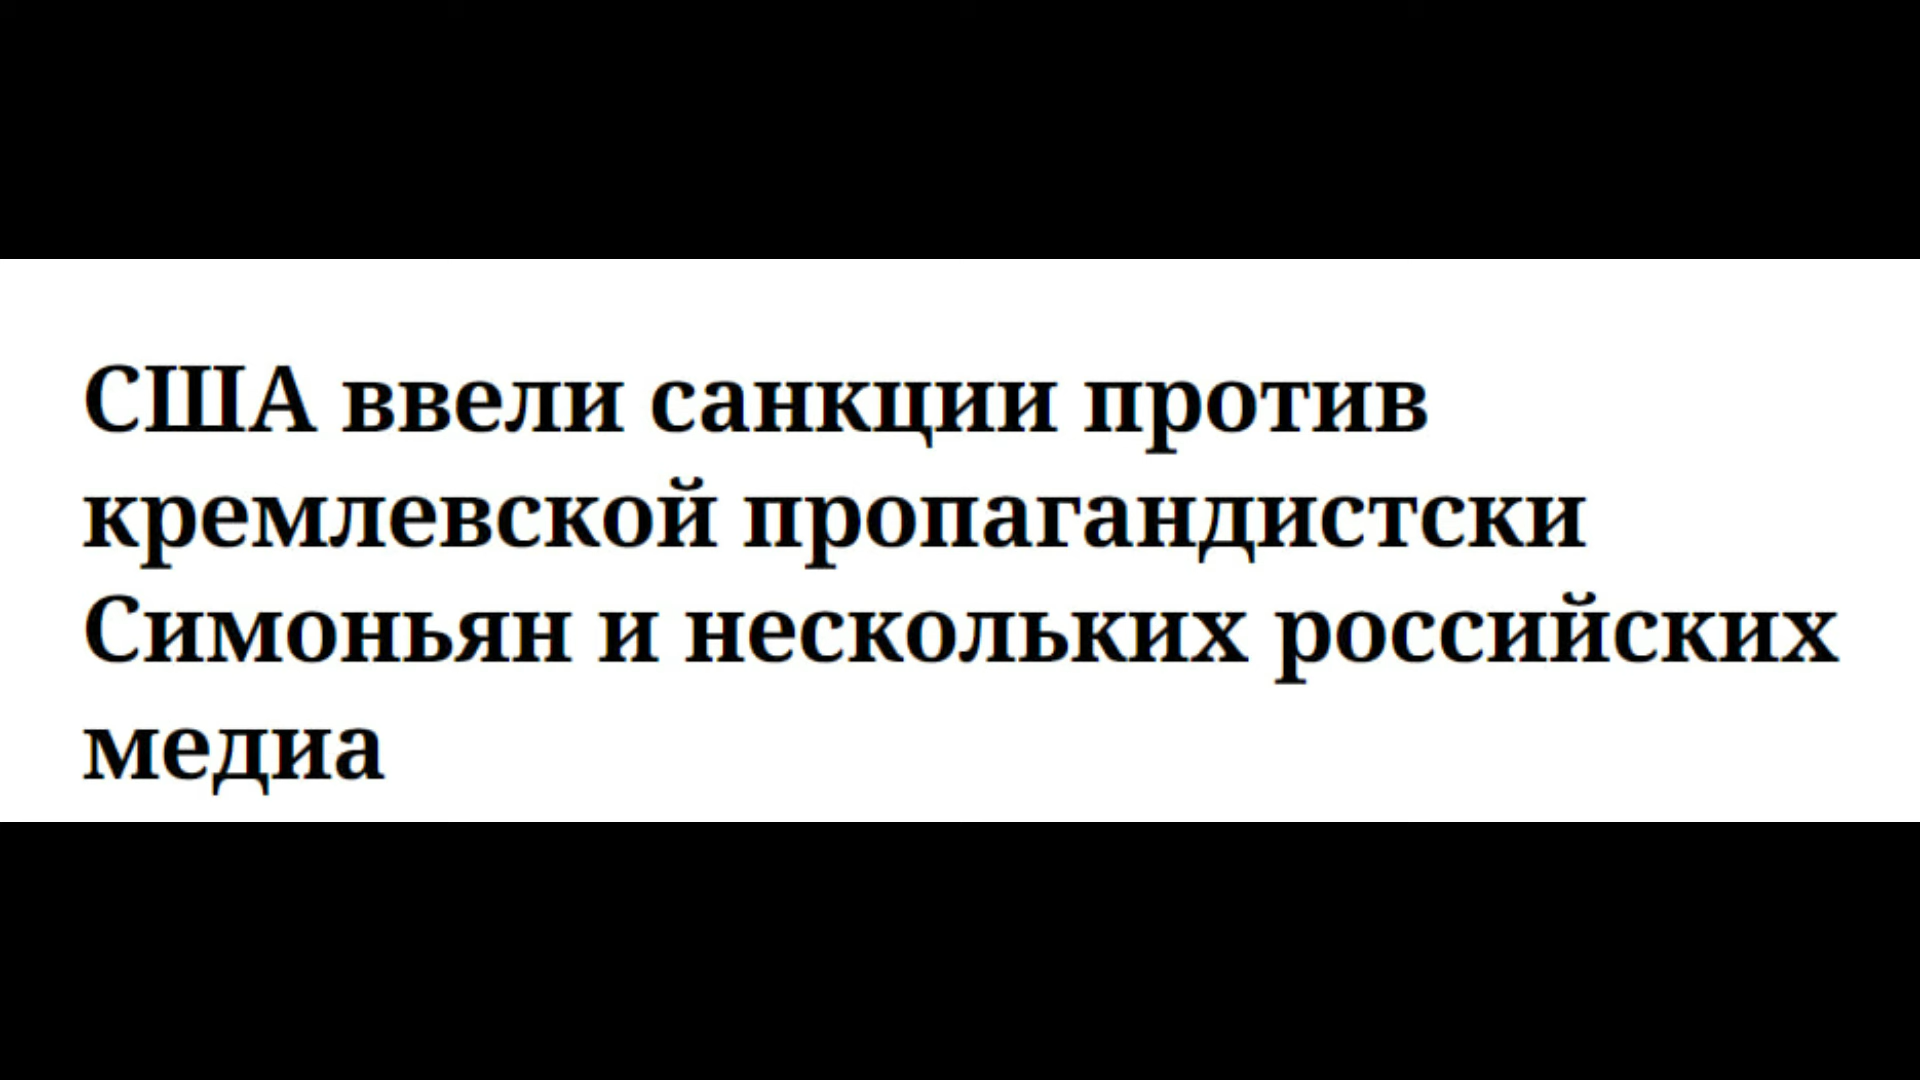 США ввели санкции против
кремлевской пропагандистски
Симоньян и нескольких российских
медиа